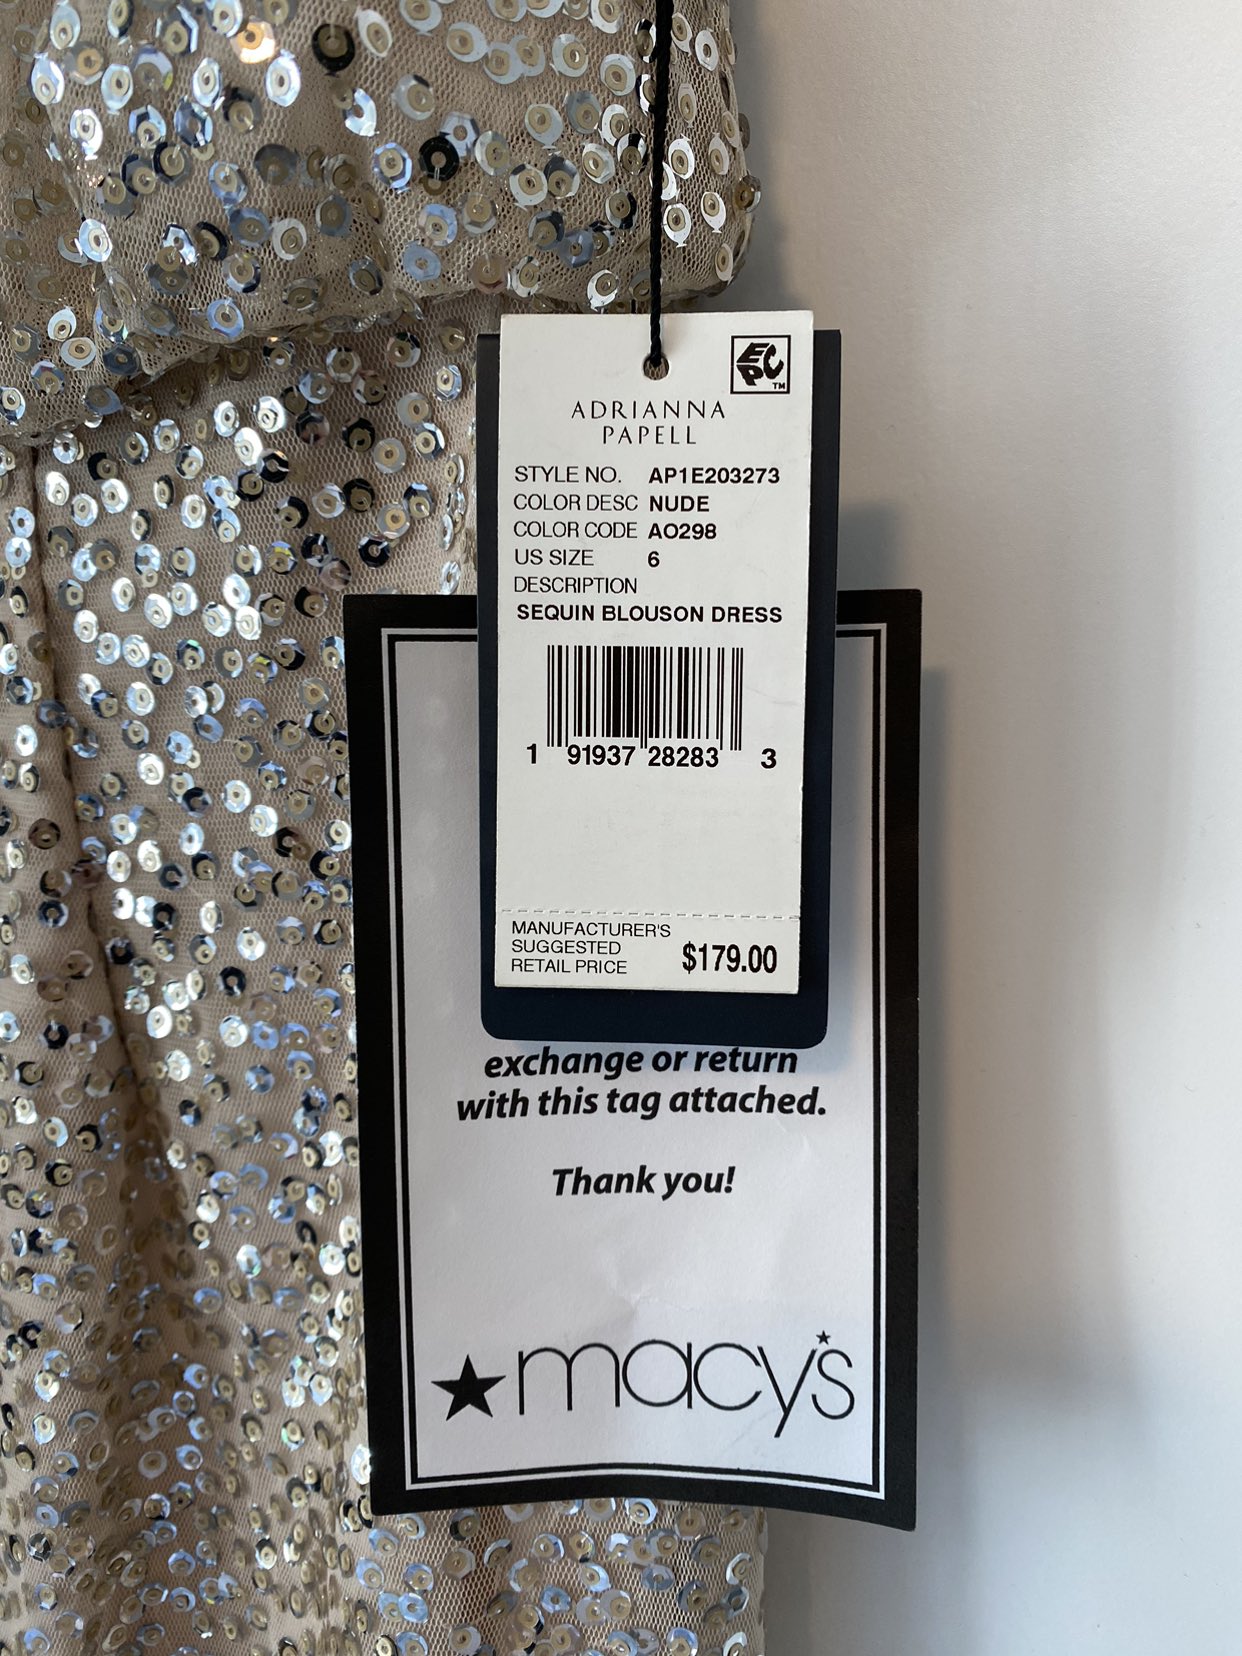 EPC™
ADRIANNA
PAPELL
STYLE NO. AP1E203273
COLOR DESC NUDE
COLOR CODE AO298
US SIZE 6
DESCRIPTION
SEQUIN BLOUSON DRESS
1 91937 28283 3
MANUFACTURER'S
SUGGESTED
RETAIL PRICE $179.00
exchange or return
with this tag attached.
Thank you!
★macy's